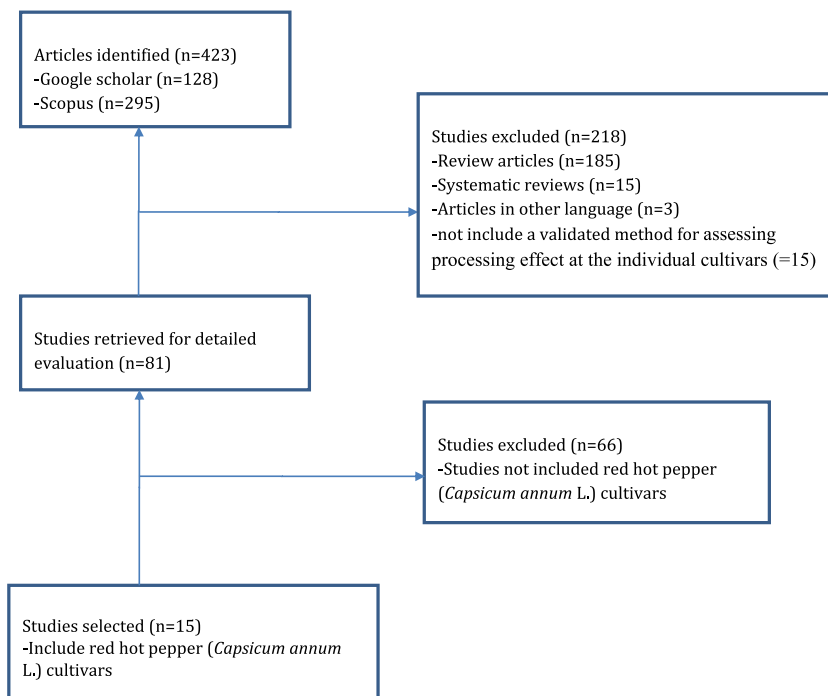 Articles identified (n=423)
-Google scholar (n=128)
-Scopus (n=295)
Studies excluded (n=218)
-Review articles (n=185)
-Systematic reviews (n=15)
-Articles in other language (n=3)
-not include a validated method for assessing
processing effect at the individual cultivars (=15)
Studies retrieved for detailed
evaluation (n=81)
Studies excluded (n=66)
-Studies not included red hot pepper
(Capsicum annum L.) cultivars
Studies selected (n=15)
-Include red hot pepper (Capsicum annum
L.) cultivars